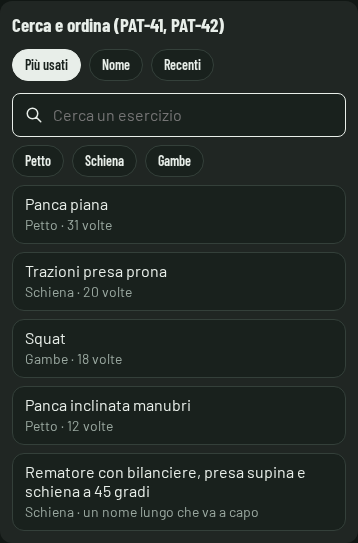 Cerca e ordina (PAT-41, PAT-42)
Più usati
Nome
Recenti
Cerca un esercizio
Petto
Schiena
Gambe
Panca piana
Petto · 31 volte
Trazioni presa prona
Schiena · 20 volte
Squat
Gambe · 18 volte
Panca inclinata manubri
Petto · 12 volte
Rematore con bilanciere, presa supina e
schiena a 45 gradi
Schiena · un nome lungo che va a capo